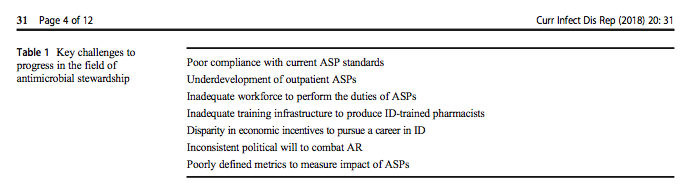 31 Page 4 of 12
Curr Infect Dis Rep (2018) 20: 31
Table 1 Key challenges to
progress in the field of
antimicrobial stewardship
Poor compliance with current ASP standards
Underdevelopment of outpatient ASPs
Inadequate workforce to perform the duties of ASPs
Inadequate training infrastructure to produce ID-trained pharmacists
Disparity in economic incentives to pursue a career in ID
Inconsistent political will to combat AR
Poorly defined metrics to measure impact of ASPs